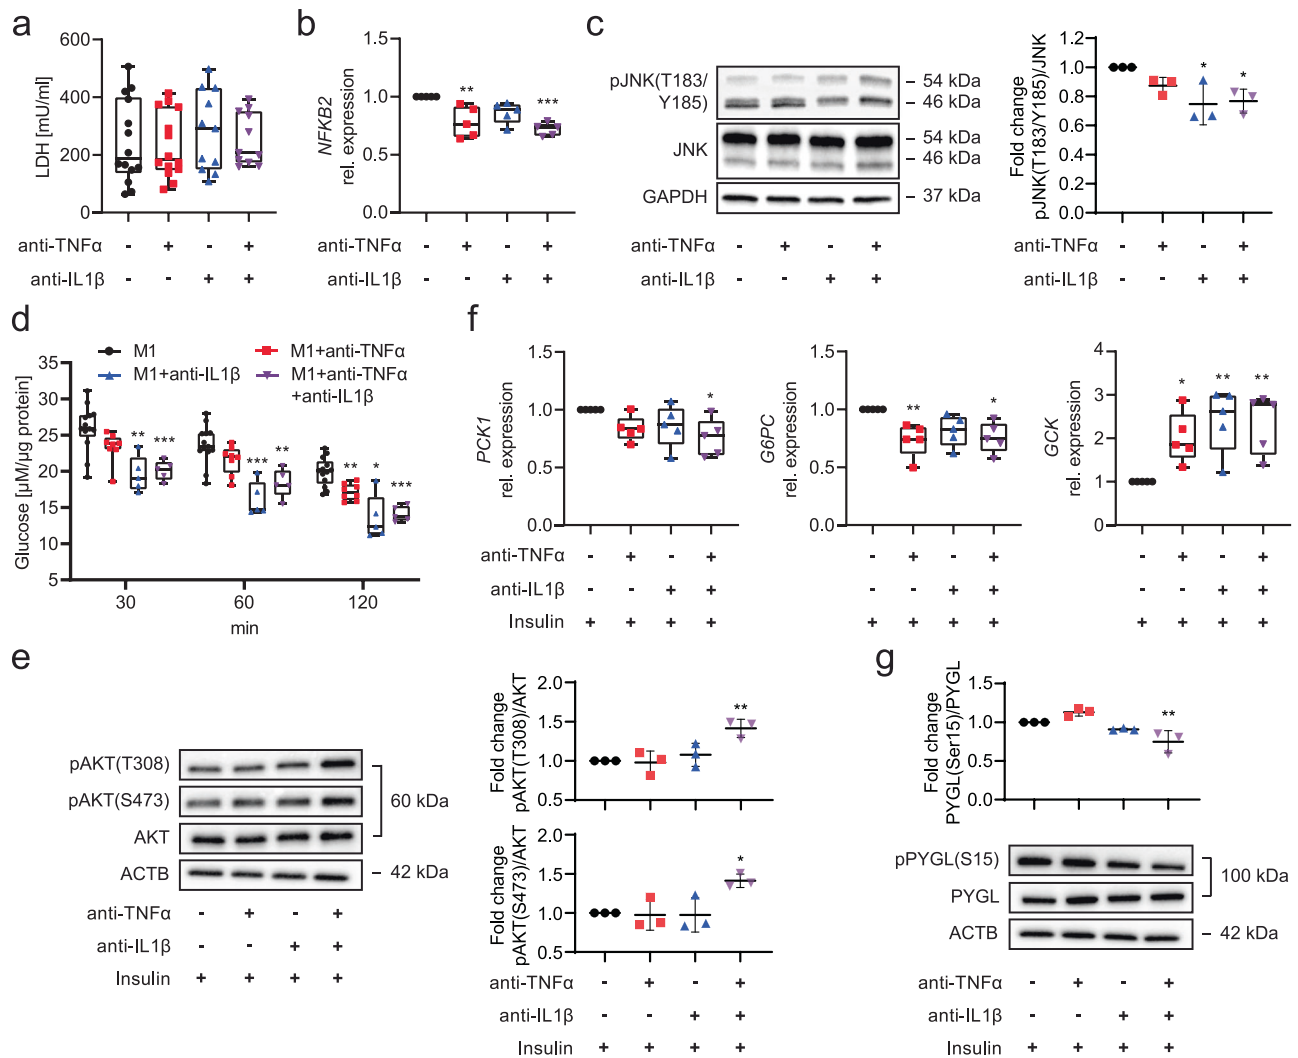 a
LDH [mU/ml]
600
400
200
0
anti-TNFα - + - +
anti-IL1β - - + +
b
NFKB2
rel. expression
1.5
1.0
0.5
0.0
** ***
anti-TNFα - + - +
anti-IL1β - - + +
c
pJNK(T183/
Y185)
JNK
GAPDH
– 54 kDa
– 46 kDa
– 54 kDa
– 46 kDa
– 37 kDa
anti-TNFα - + - +
anti-IL1β - - + +
Fold change
pJNK(T183/Y185)/JNK
1.2
1.0
0.8
0.6
0.4
0.2
0.0
* *
anti-TNFα - + - +
anti-IL1β - - + +
d
M1
M1+anti-TNFα
M1+anti-IL1β
M1+anti-TNFα
+anti-IL1β
Glucose [µM/µg protein]
35
30
25
20
15
10
5
** *** *** ** ** * ***
30 60 120
min
f
PCK1
rel. expression
1.5
1.0
0.5
0.0
*
G6PC
rel. expression
1.5
1.0
0.5
0.0
** *
GCK
rel. expression
4
3
2
1
0
* ** **
anti-TNFα - + - + - + - + - + - +
anti-IL1β - - + + - - + + - - + +
Insulin + + + + + + + + + + + +
e
pAKT(T308)
pAKT(S473)
AKT
ACTB
60 kDa
– 42 kDa
anti-TNFα - + - +
anti-IL1β - - + +
Insulin + + + +
Fold change
pAKT(T308)/AKT
2.0
1.5
1.0
0.5
**
Fold change
pAKT(S473)/AKT
2.0
1.5
1.0
0.5
*
anti-TNFα - + - +
anti-IL1β - - + +
Insulin + + + +
g
Fold change
PYGL(Ser15)/PYGL
1.5
1.0
0.5
0.0
**
pPYGL(S15)
PYGL
ACTB
100 kDa
– 42 kDa
anti-TNFα - + - +
anti-IL1β - - + +
Insulin + + + +